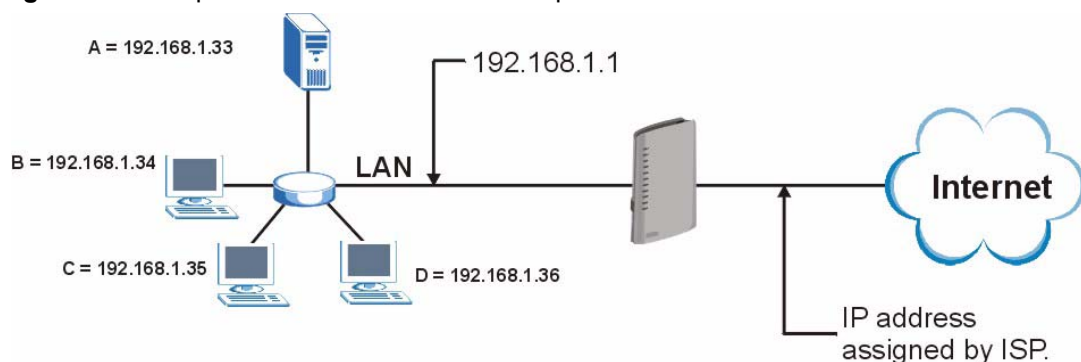 A = 192.168.1.33
192.168.1.1
B = 192.168.1.34
LAN
Internet
C = 192.168.1.35
D = 192.168.1.36
IP address
assigned by ISP.